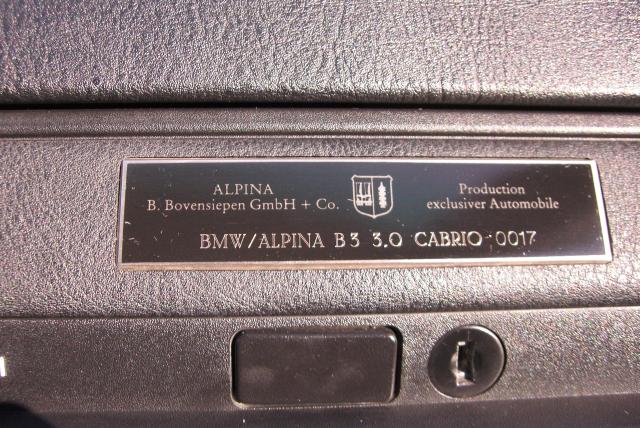 ALPINA
B. Bovensiepen GmbH + Co.
Production
exclusiver Automobile
BMW/ALPINA B3 3.0 CABRIO 0017